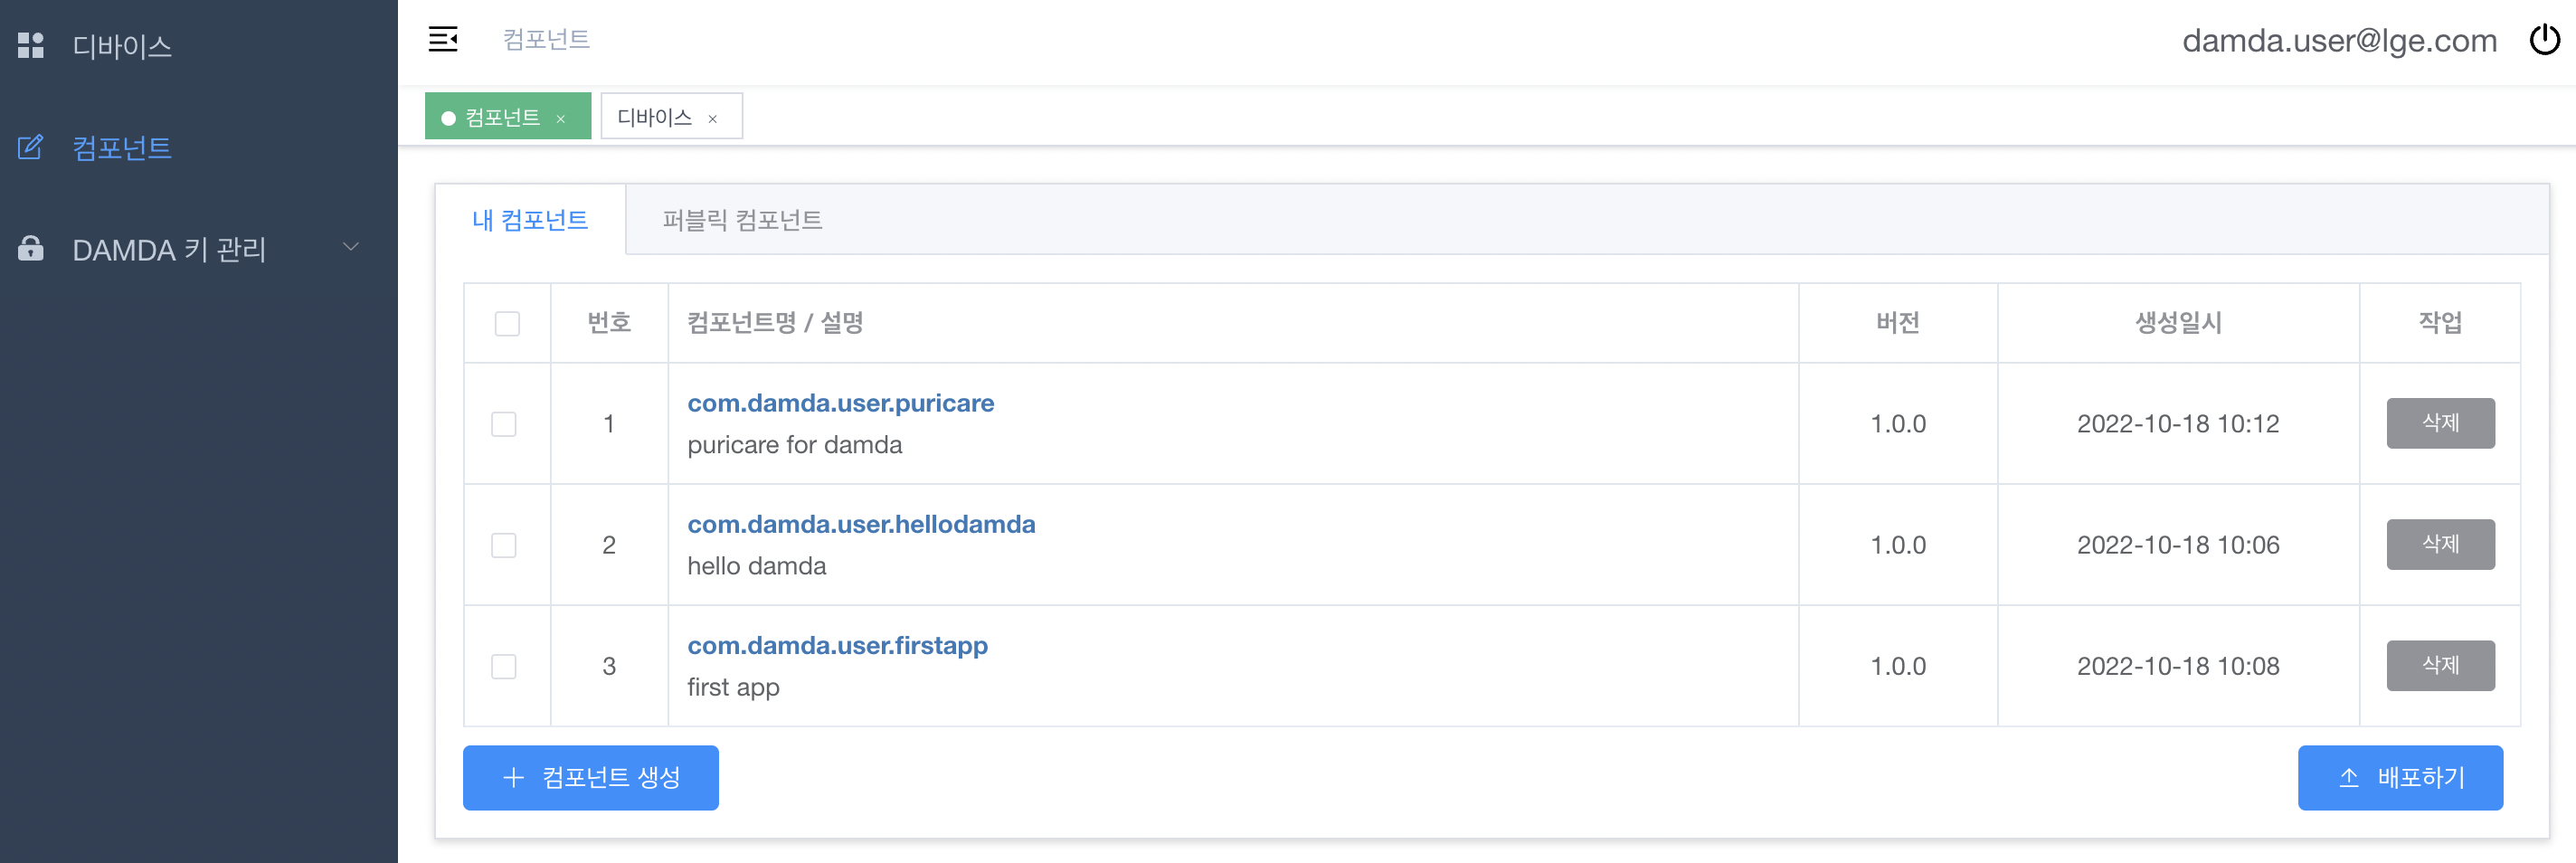 디바이스
컴포넌트
DAMDA 키 관리
컴포넌트
damda.user@lge.com
컴포넌트 ×
디바이스 ×
내 컴포넌트
퍼블릭 컴포넌트
번호 컴포넌트명 / 설명 버전 생성일시 작업
com.damda.user.puricare
1 1.0.0 2022-10-18 10:12 삭제
puricare for damda
com.damda.user.hellodamda
2 1.0.0 2022-10-18 10:06 삭제
hello damda
com.damda.user.firstapp
3 1.0.0 2022-10-18 10:08 삭제
first app
컴포넌트 생성
배포하기